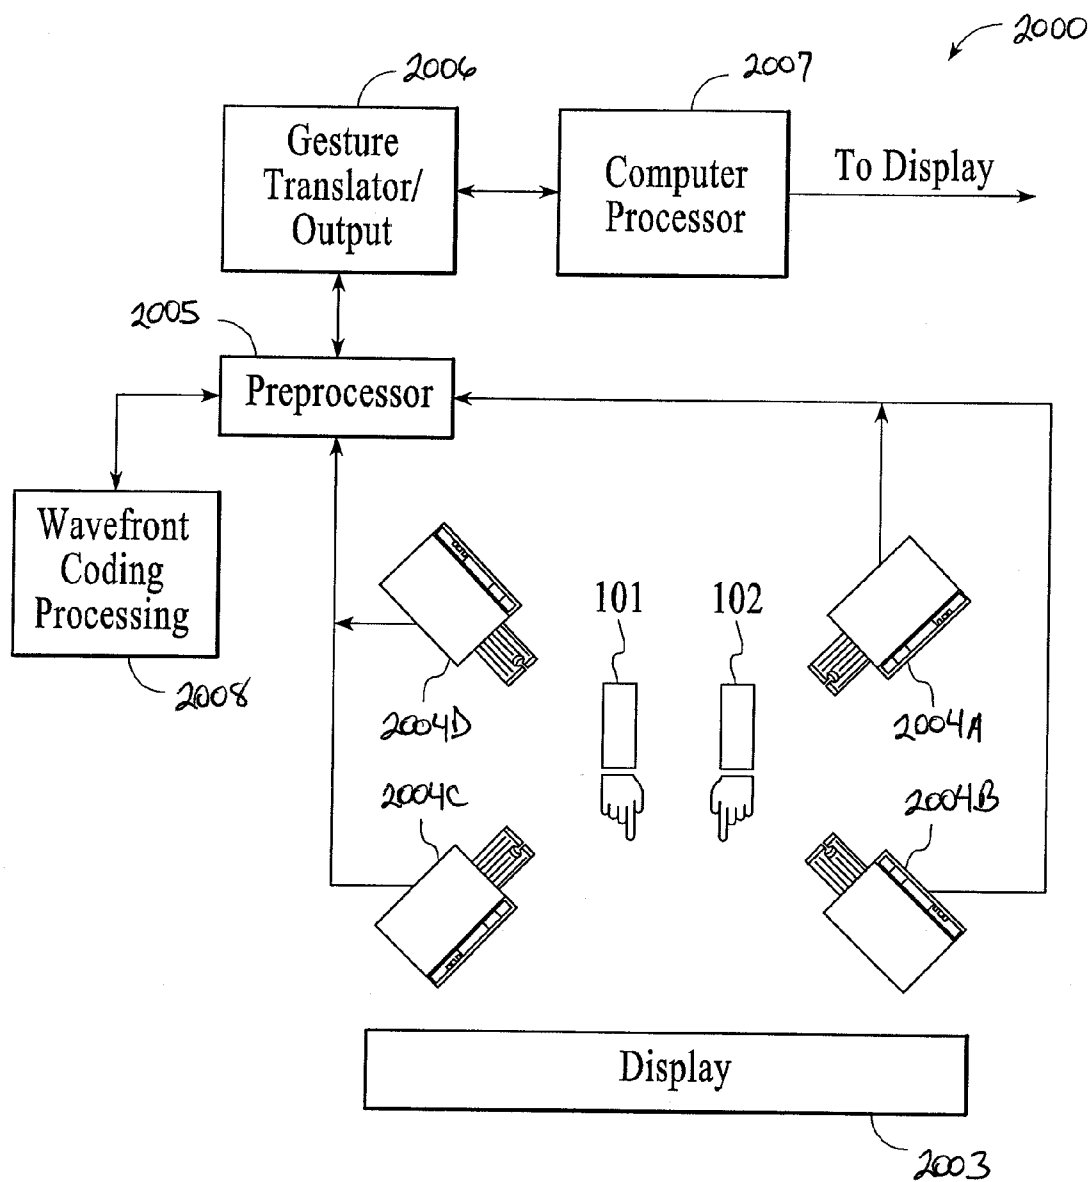 2000
2006
2007
Gesture
Translator/
Output
Computer
Processor
To Display
2005
Preprocessor
Wavefront
Coding
Processing
2008
101
102
2004D
2004A
2004C
2004B
Display
2003